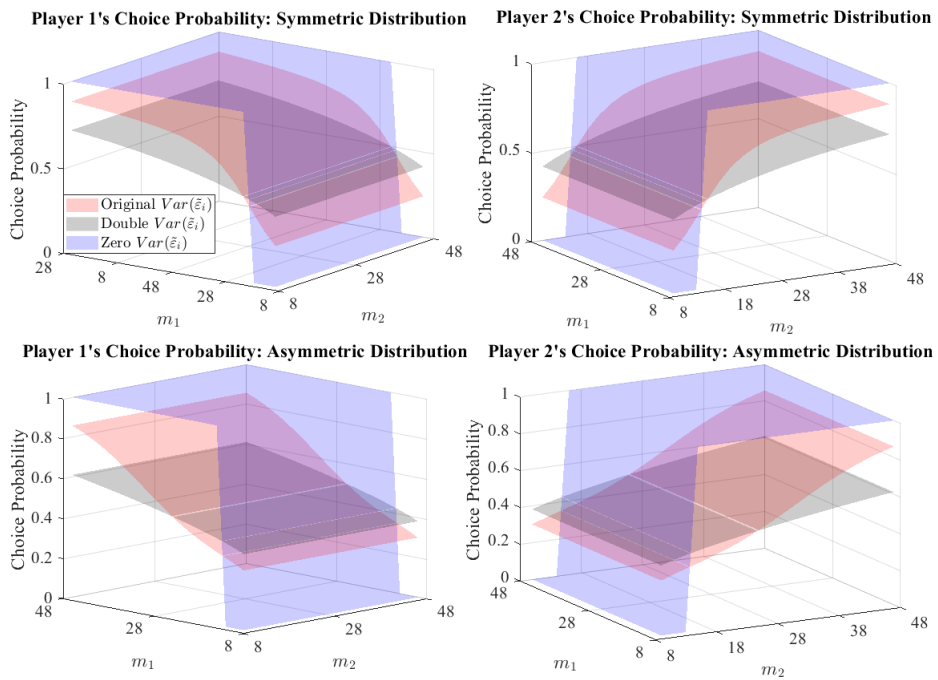 Player 1's Choice Probability: Symmetric Distribution
Choice Probability
1
0.5
0
28
8
48
28
8
m₁
8
28
48
m₂
Original Var(ε̃ᵢ)
Double Var(ε̃ᵢ)
Zero Var(ε̃ᵢ)
Player 2's Choice Probability: Symmetric Distribution
Choice Probability
1
0.5
0
48
28
8
m₁
8
18
28
38
48
m₂
Player 1's Choice Probability: Asymmetric Distribution
Choice Probability
1
0.8
0.6
0.4
0.2
0
48
28
8
m₁
8
28
48
m₂
Player 2's Choice Probability: Asymmetric Distribution
Choice Probability
1
0.8
0.6
0.4
0.2
0
48
28
8
m₁
8
18
28
38
48
m₂